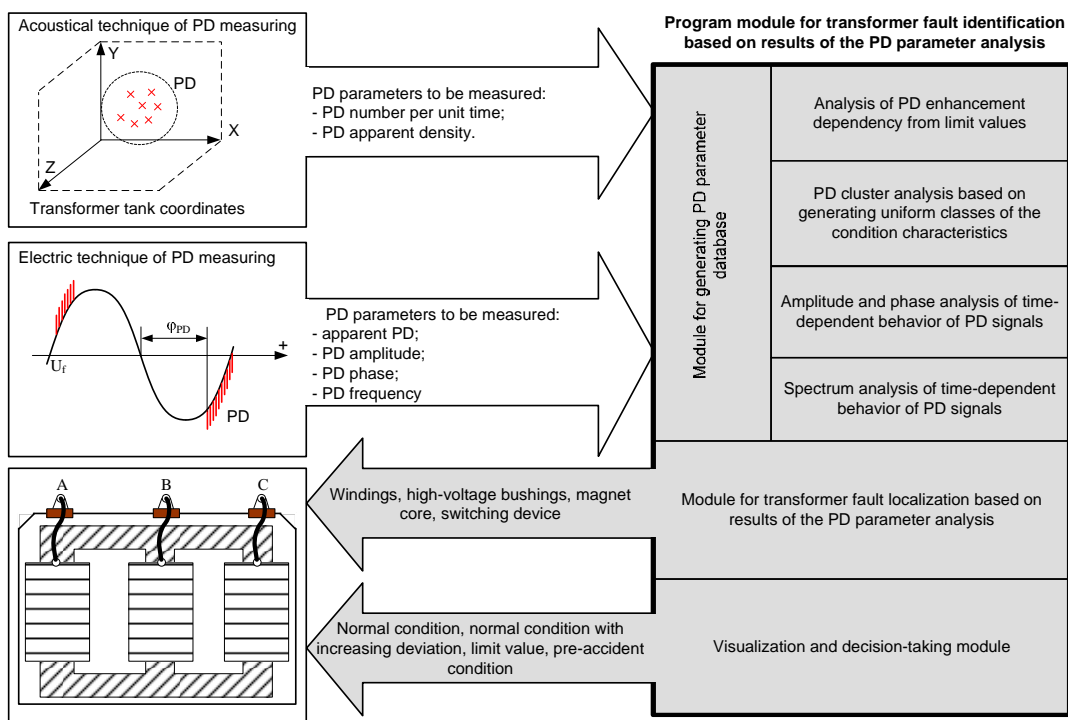 Acoustical technique of PD measuring
Y
PD
X
Z
Transformer tank coordinates
PD parameters to be measured:
- PD number per unit time;
- PD apparent density.
Electric technique of PD measuring
φPD
+
Uf
PD
PD parameters to be measured:
- apparent PD;
- PD amplitude;
- PD phase;
- PD frequency
A
B
C
Windings, high-voltage bushings, magnet
core, switching device
Normal condition, normal condition with
increasing deviation, limit value, pre-accident
condition
Program module for transformer fault identification
based on results of the PD parameter analysis
Module for generating PD parameter
database
Analysis of PD enhancement
dependency from limit values
PD cluster analysis based on
generating uniform classes of the
condition characteristics
Amplitude and phase analysis of time-
dependent behavior of PD signals
Spectrum analysis of time-dependent
behavior of PD signals
Module for transformer fault localization based on
results of the PD parameter analysis
Visualization and decision-taking module